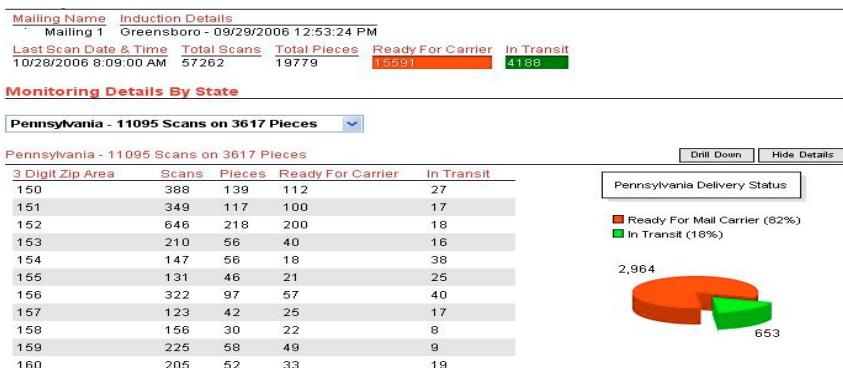 Mailing Name Induction Details
Mailing 1 Greensboro - 09/29/2006 12:53:24 PM
Last Scan Date & Time Total Scans Total Pieces Ready For Carrier In Transit
10/28/2006 8:09:00 AM 57262 19779 15591 4188
Monitoring Details By State
Pennsylvania - 11095 Scans on 3617 Pieces
Pennsylvania - 11095 Scans on 3617 Pieces Drill Down Hide Details
3 Digit Zip Area Scans Pieces Ready For Carrier In Transit
150 388 139 112 27
151 349 117 100 17
152 646 218 200 18
153 210 56 40 16
154 147 56 18 38
155 131 46 21 25
156 322 97 57 40
157 123 42 25 17
158 156 30 22 8
159 225 58 49 9
160 205 52 33 19
Pennsylvania Delivery Status
Ready For Mail Carrier (82%)
In Transit (18%)
2,964
653